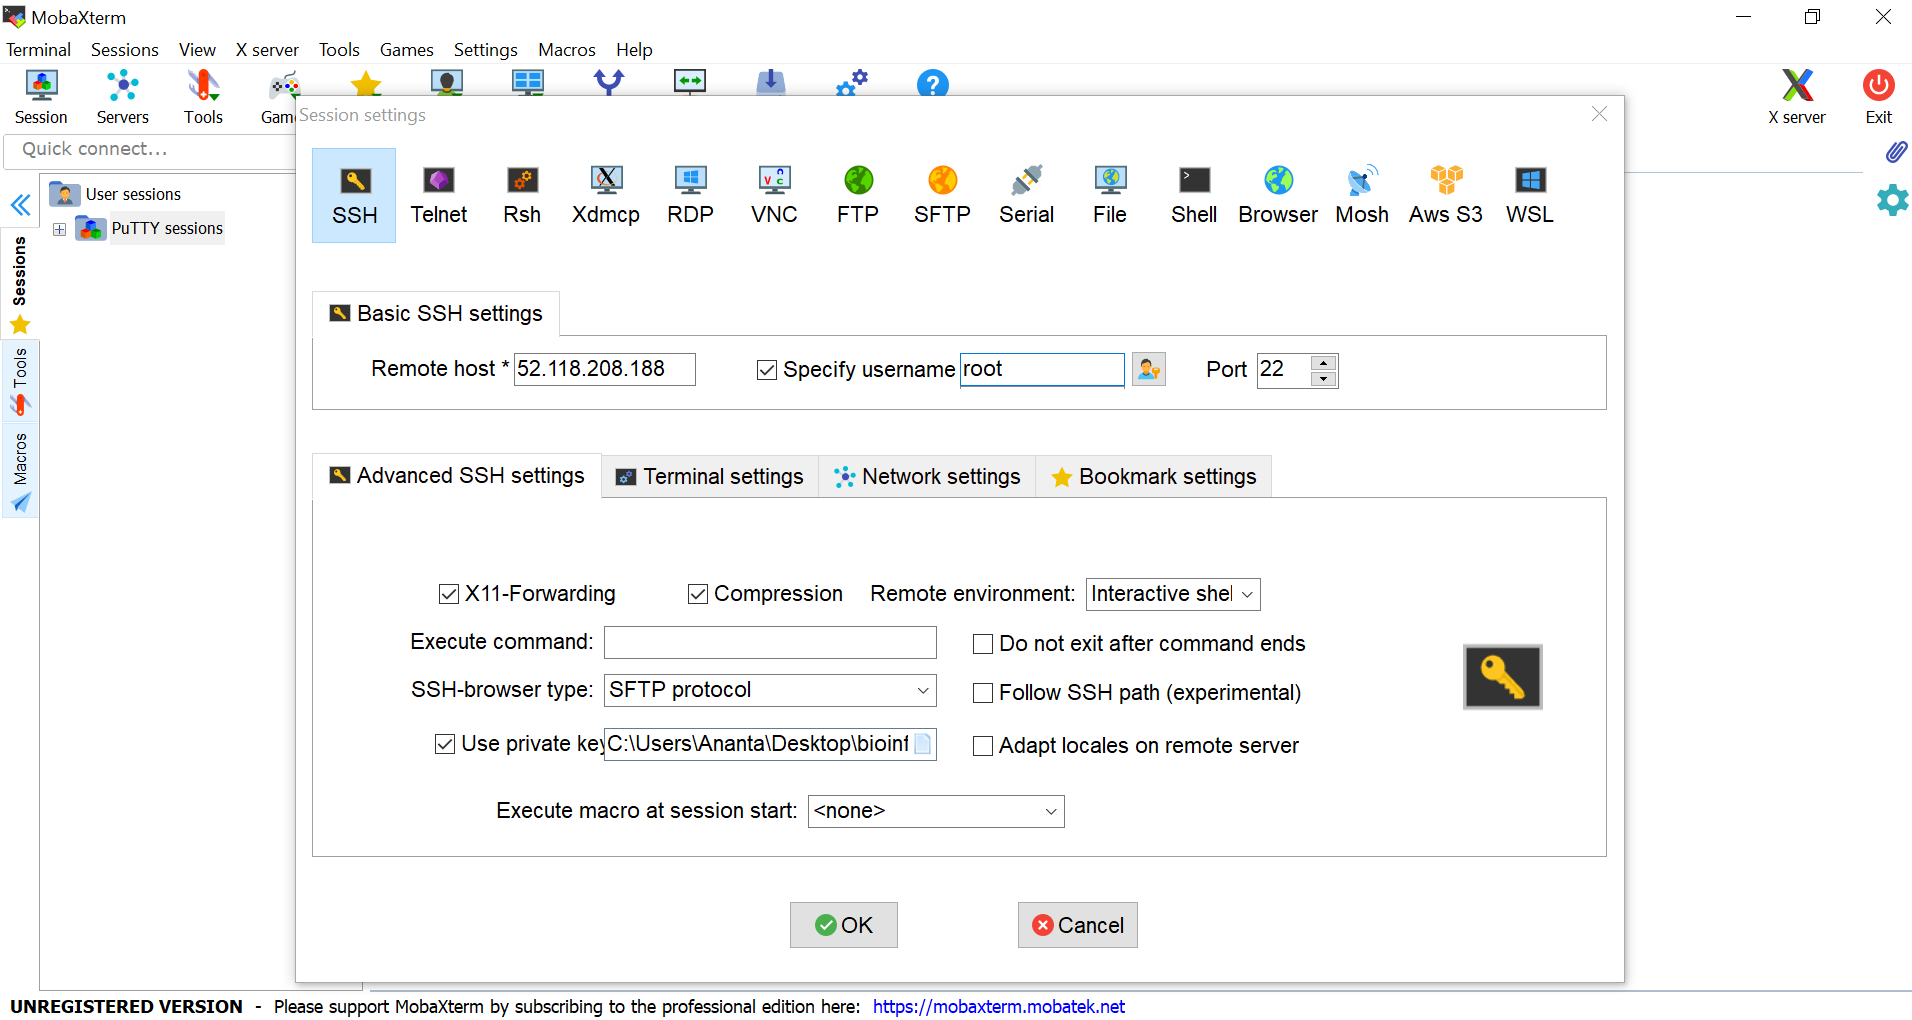 MobaXterm
Terminal Sessions View X server Tools Games Settings Macros Help
Session Servers Tools Gam X server Exit
Quick connect...
Session settings
User sessions
PuTTY sessions
Sessions
Tools
Macros
SSH Telnet Rsh Xdmcp RDP VNC FTP SFTP Serial File Shell Browser Mosh Aws S3 WSL
Basic SSH settings
Remote host * 52.118.208.188 Specify username root Port 22
Advanced SSH settings Terminal settings Network settings Bookmark settings
X11-Forwarding Compression Remote environment: Interactive shel
Execute command: Do not exit after command ends
SSH-browser type: SFTP protocol Follow SSH path (experimental)
Use private key C:\Users\Ananta\Desktop\bioinf Adapt locales on remote server
Execute macro at session start: <none>
OK Cancel
UNREGISTERED VERSION - Please support MobaXterm by subscribing to the professional edition here: https://mobaxterm.mobatek.net